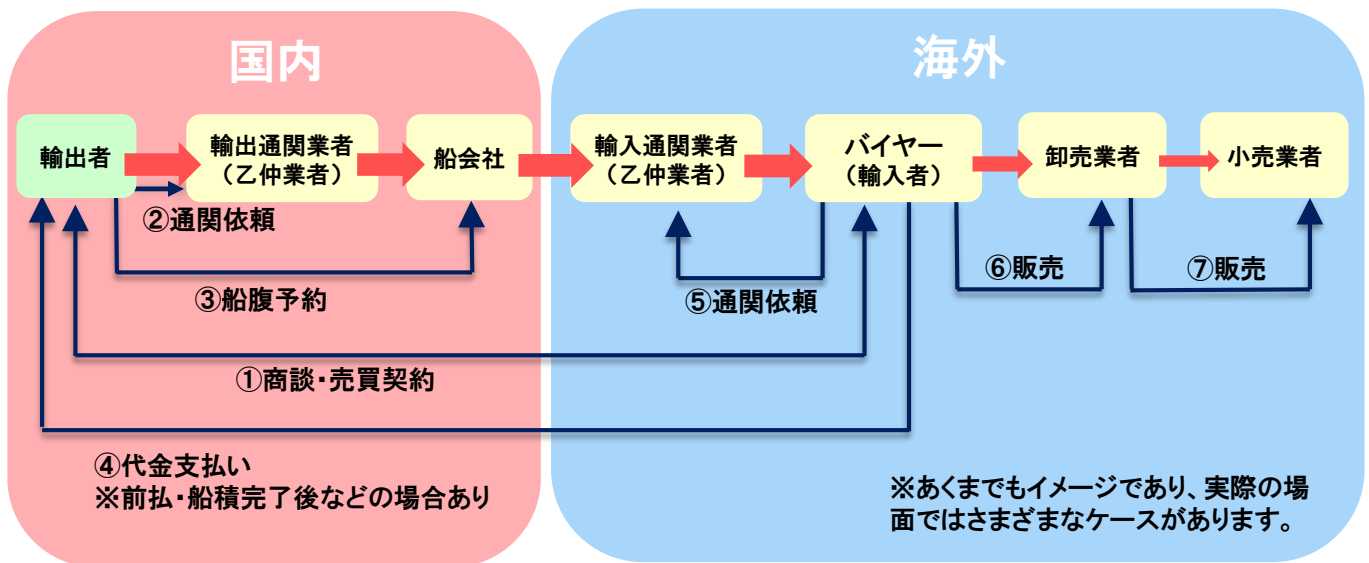 国内
海外
輸出者
輸出通関業者
（乙仲業者）
船会社
輸入通関業者
（乙仲業者）
バイヤー
（輸入者）
卸売業者
小売業者
②通関依頼
③船腹予約
⑤通関依頼
⑥販売
⑦販売
①商談・売買契約
④代金支払い
※前払・船積完了後などの場合あり
※あくまでもイメージであり、実際の場
面ではさまざまなケースがあります。